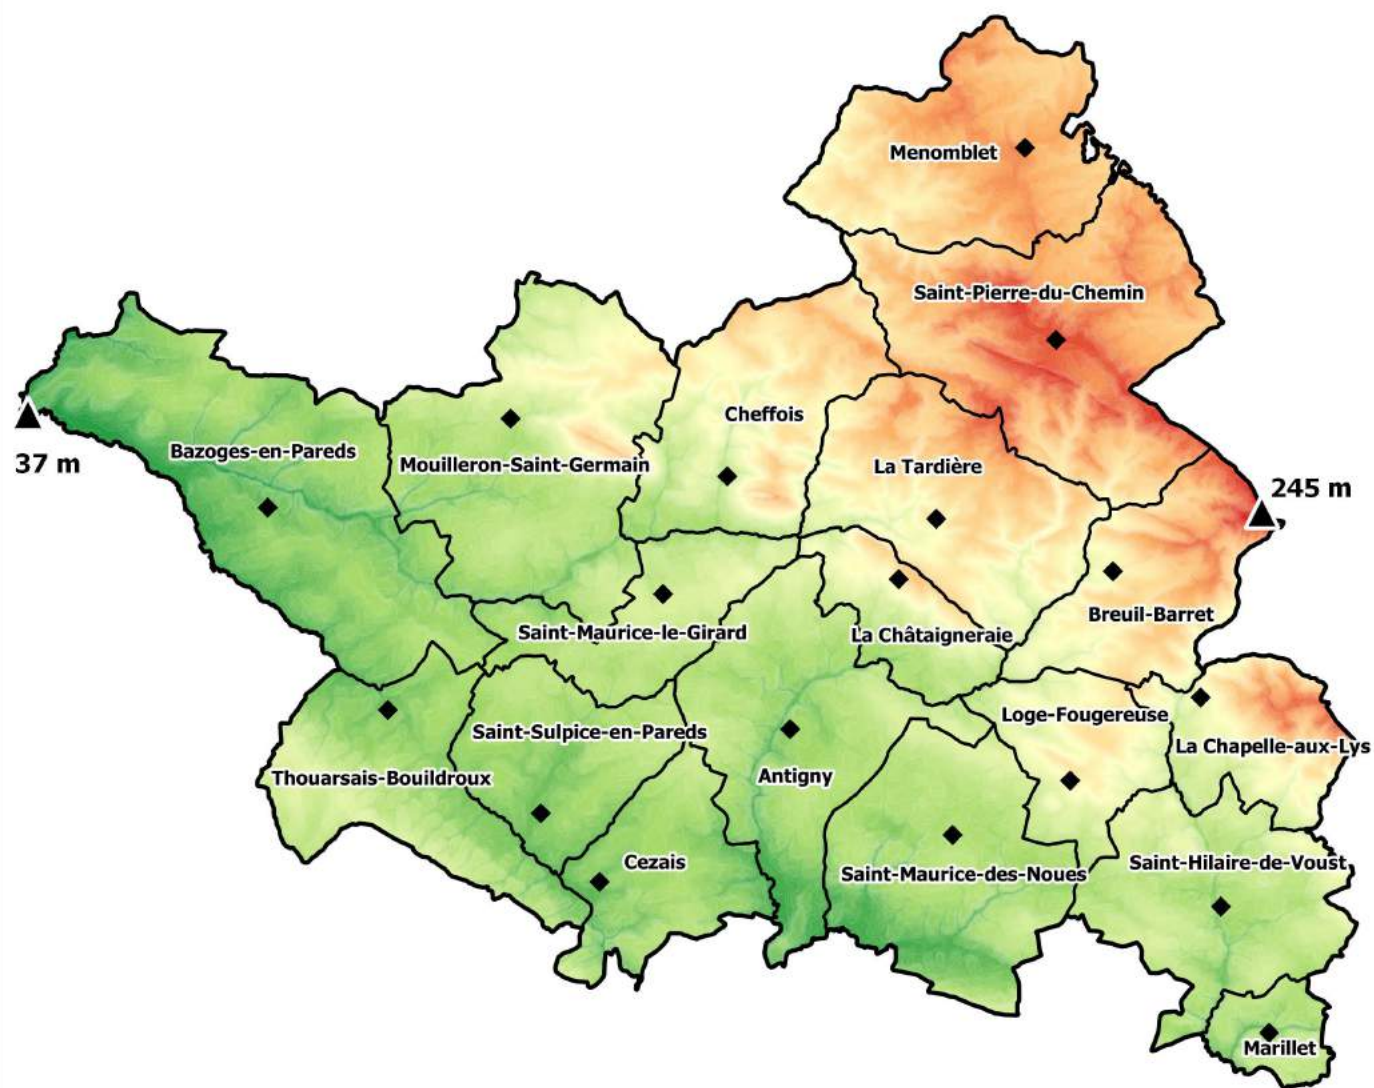 Menomblet
Saint-Pierre-du-Chemin
Cheffois
37 m
Bazoges-en-Pareds
Mouilleron-Saint-Germain
La Tardière
245 m
Saint-Maurice-le-Girard
La Châtaigneraie
Breuil-Barret
Loge-Fougereuse
Saint-Sulpice-en-Pareds
La Chapelle-aux-Lys
Thouarsais-Bouildroux
Antigny
Cezais
Saint-Maurice-des-Noues
Saint-Hilaire-de-Voust
Marillet